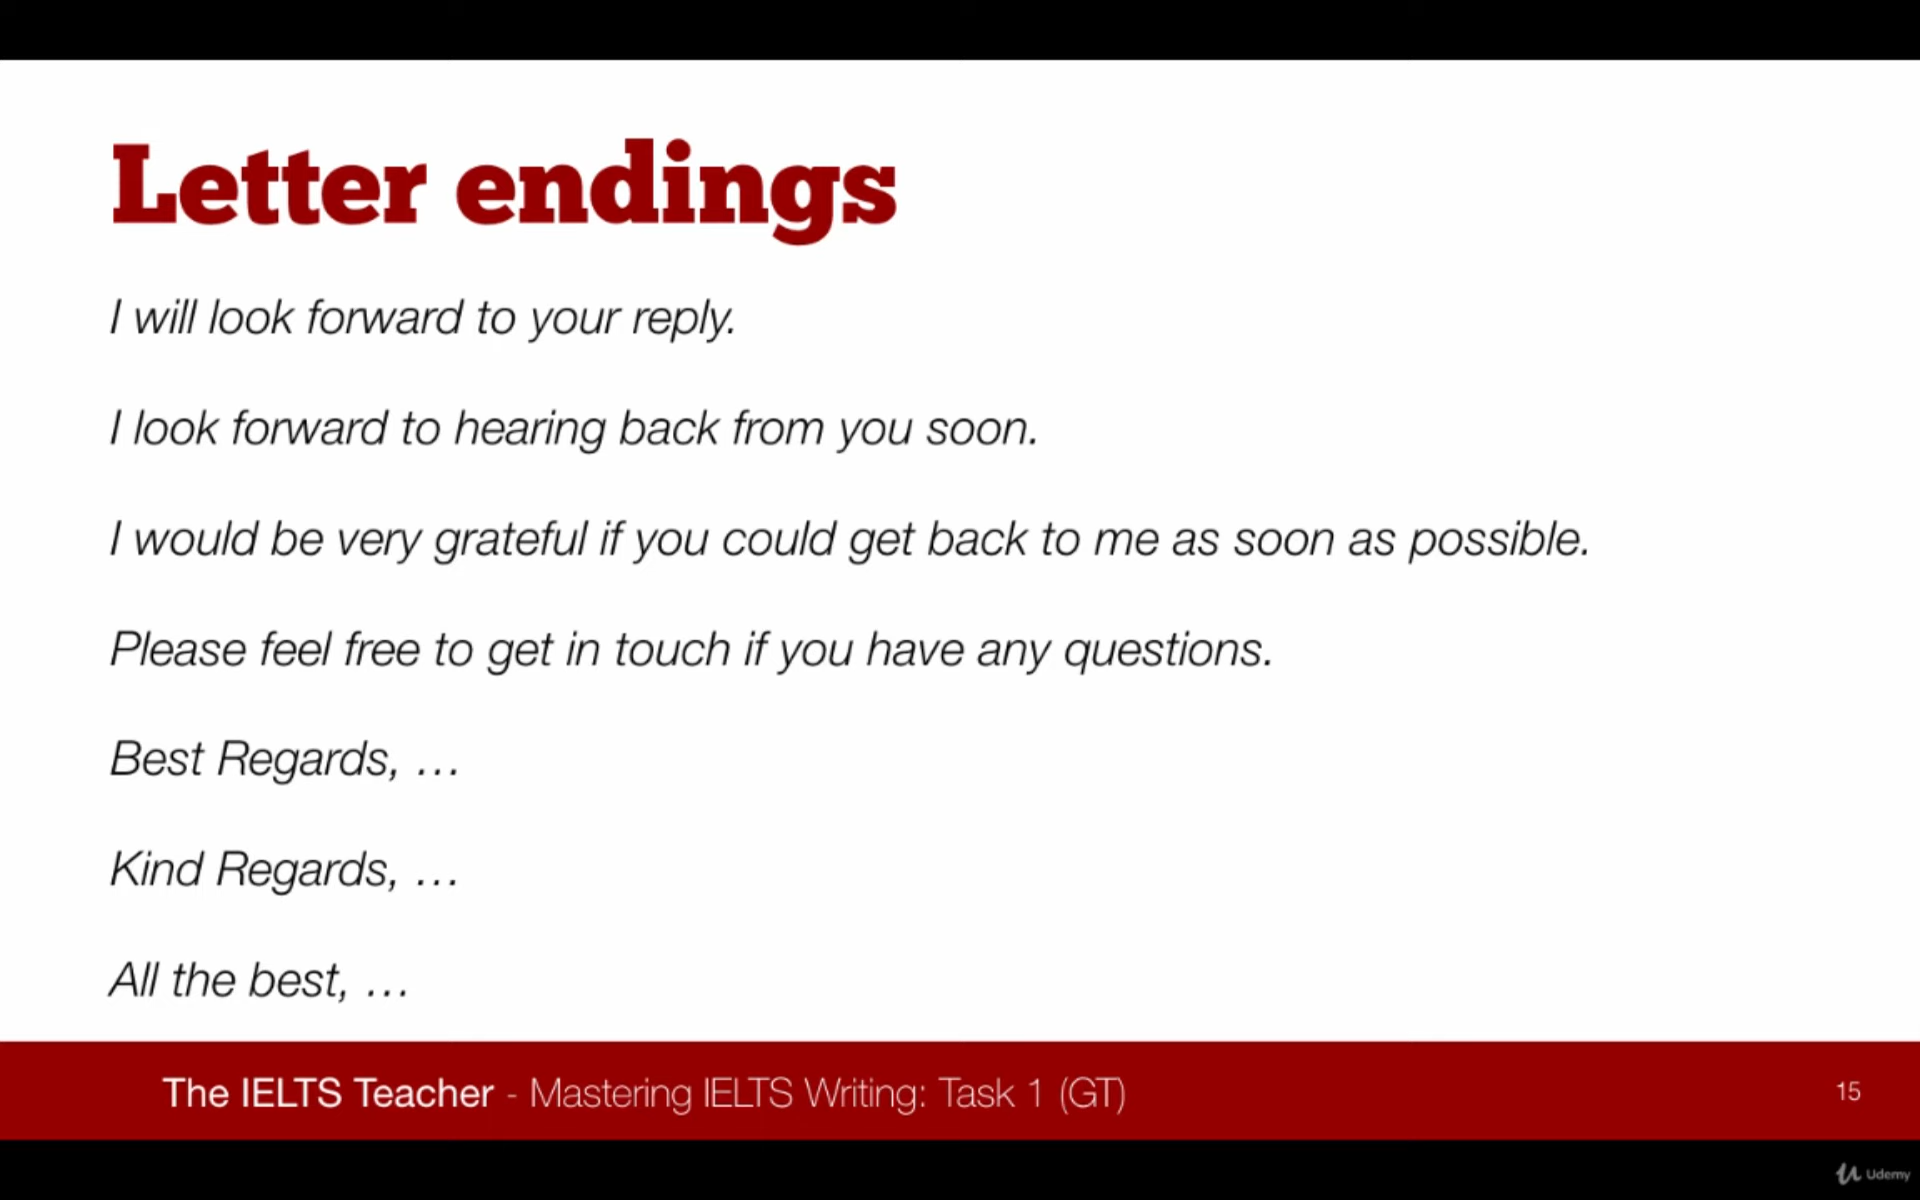 Letter endings
I will look forward to your reply.
I look forward to hearing back from you soon.
I would be very grateful if you could get back to me as soon as possible.
Please feel free to get in touch if you have any questions.
Best Regards, …
Kind Regards, …
All the best, …
The IELTS Teacher - Mastering IELTS Writing: Task 1 (GT)
15
Udemy